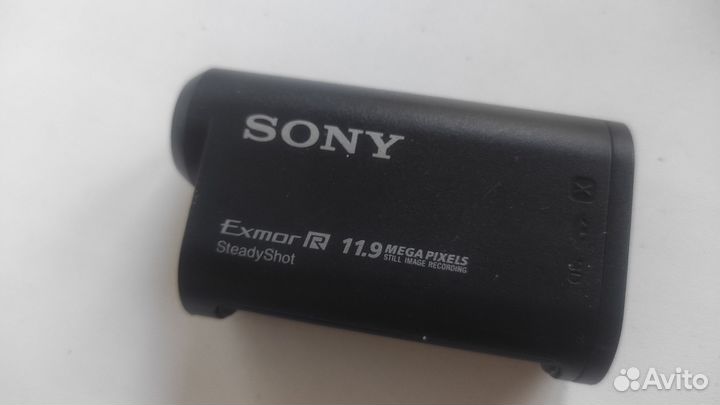 SONY
Exmor R 11.9 MEGA PIXELS
STILL IMAGE RECORDING
SteadyShot
Avito